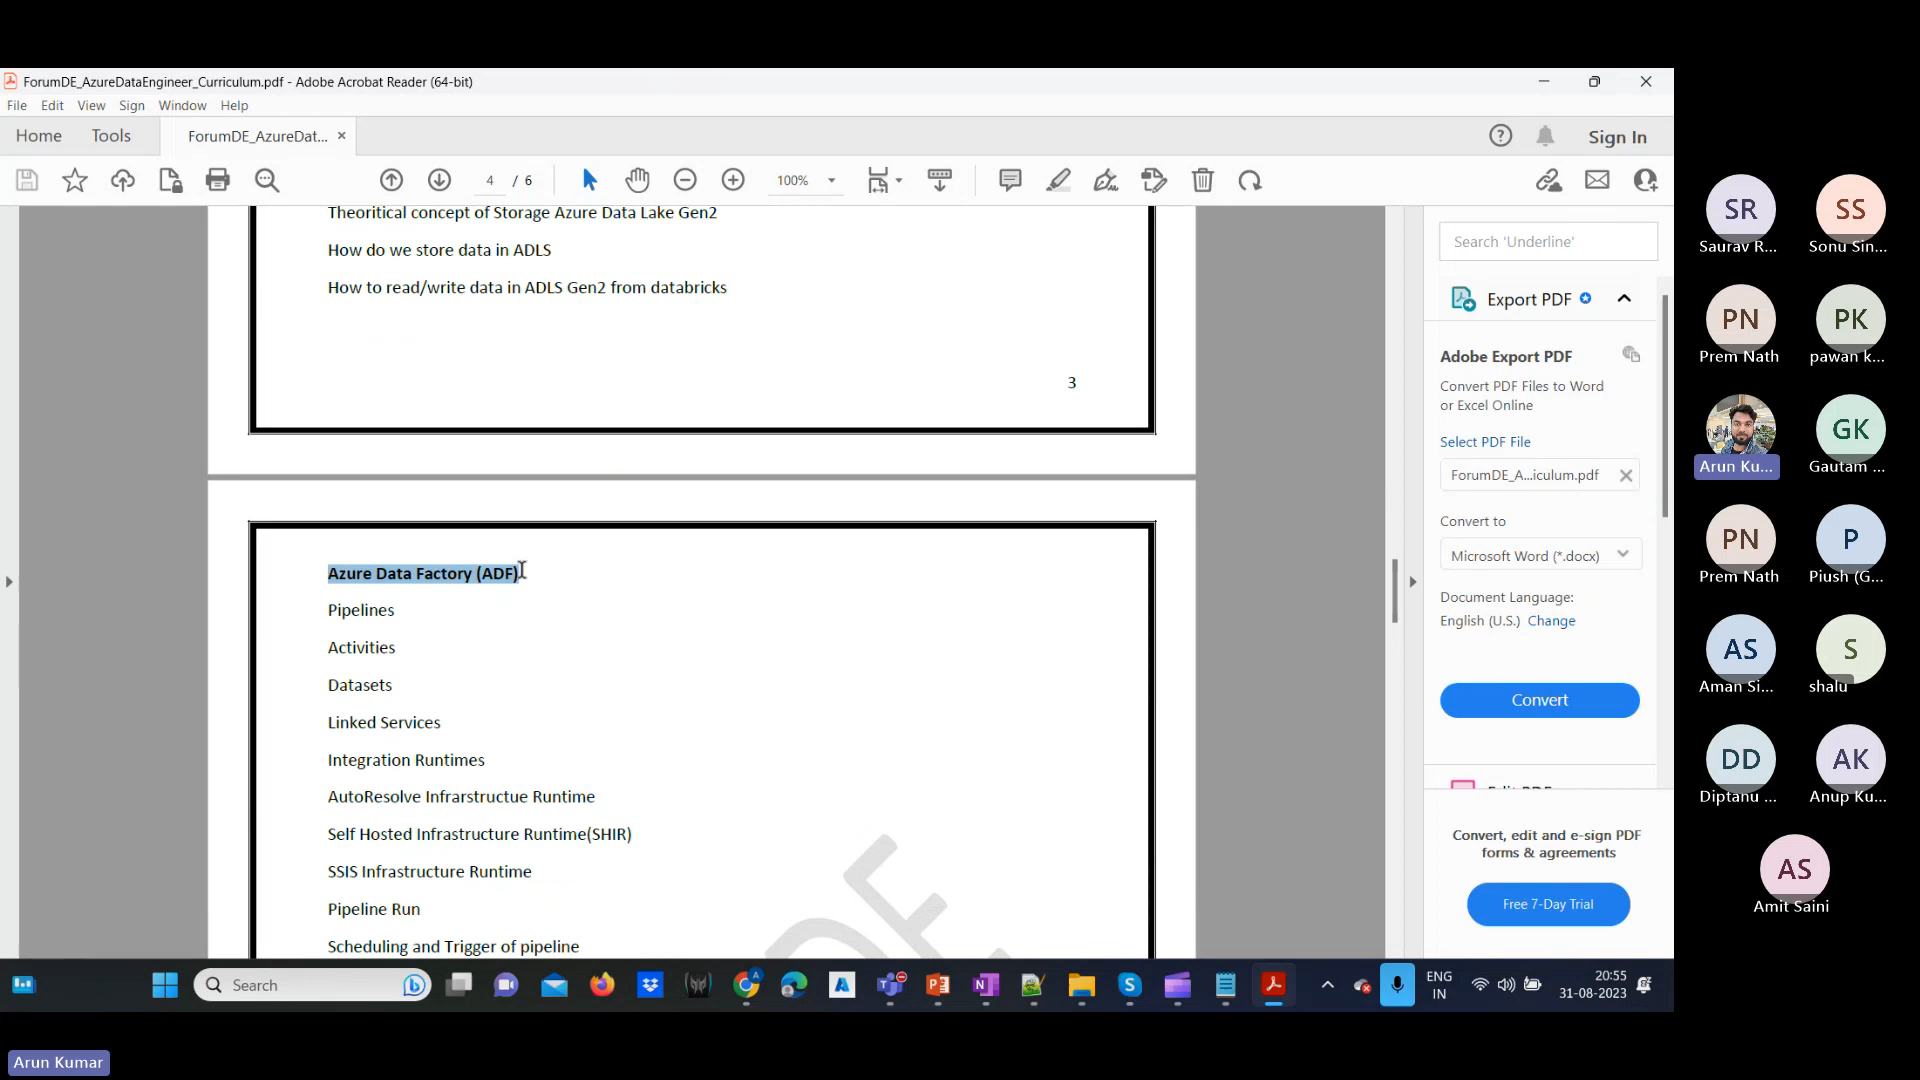 ForumDE_AzureDataEngineer_Curriculum.pdf - Adobe Acrobat Reader (64-bit)
File Edit View Sign Window Help
Home Tools ForumDE_AzureDat... Sign In
4 / 6 100%
Theoritical concept of Storage Azure Data Lake Gen2
How do we store data in ADLS
How to read/write data in ADLS Gen2 from databricks
3
Azure Data Factory (ADF)
Pipelines
Activities
Datasets
Linked Services
Integration Runtimes
AutoResolve Infrarstructue Runtime
Self Hosted Infrastructure Runtime(SHIR)
SSIS Infrastructure Runtime
Pipeline Run
Scheduling and Trigger of pipeline
DE
Search 'Underline'
Export PDF
Adobe Export PDF
Convert PDF Files to Word
or Excel Online
Select PDF File
ForumDE_A...iculum.pdf
Convert to
Microsoft Word (*.docx)
Document Language:
English (U.S.) Change
Convert
Edit PDF
Convert, edit and e-sign PDF
forms & agreements
Free 7-Day Trial
SR SS
Saurav R... Sonu Sin...
PN PK
Prem Nath pawan k...
GK
Arun Ku... Gautam ...
PN P
Prem Nath Piush (G...
AS S
Aman Si... shalu
DD AK
Diptanu ... Anup Ku...
AS
Amit Saini
Search
ENG
IN
20:55
31-08-2023
Arun Kumar